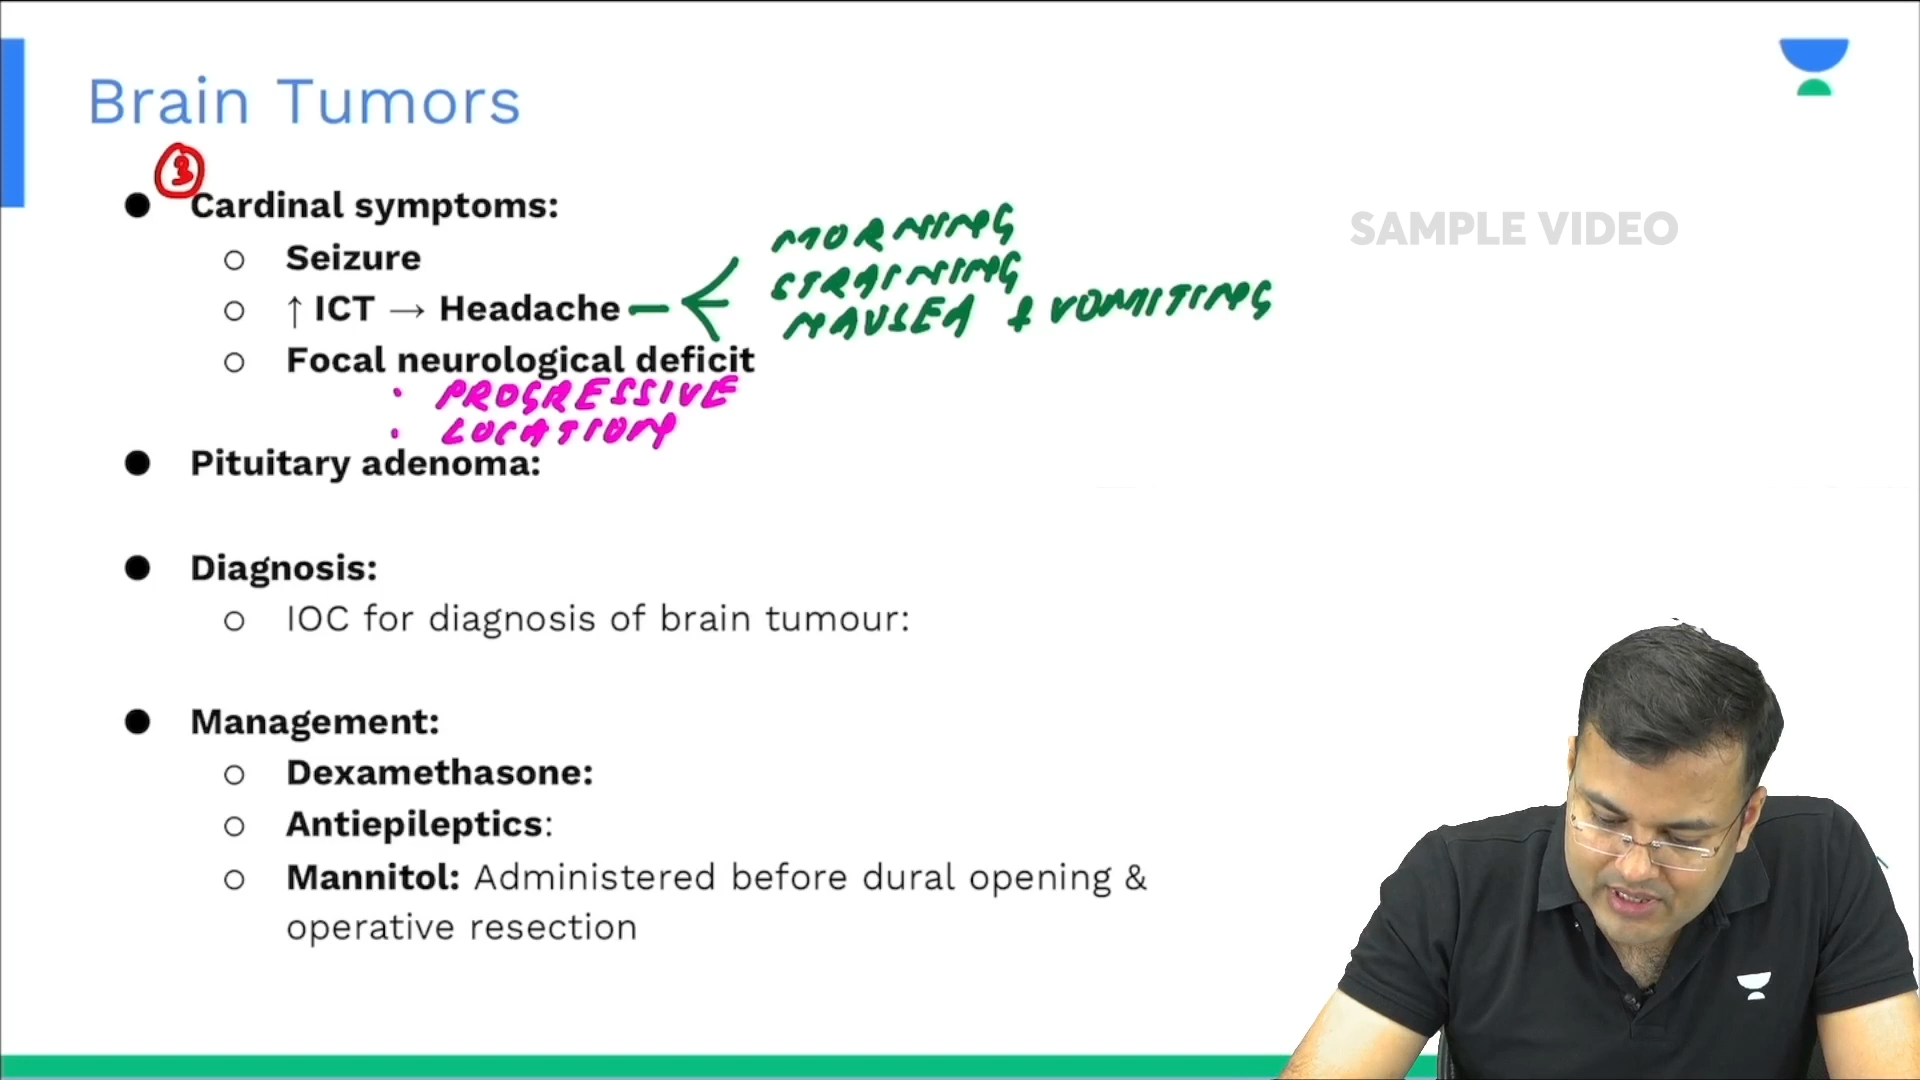 Brain Tumors
3
● Cardinal symptoms:
○ Seizure
○ ↑ ICT → Headache
MORNING
STRAINING
NAUSEA & VOMITING
○ Focal neurological deficit
• PROGRESSIVE
• LOCATION
● Pituitary adenoma:
● Diagnosis:
○ IOC for diagnosis of brain tumour:
● Management:
○ Dexamethasone:
○ Antiepileptics:
○ Mannitol: Administered before dural opening &
operative resection
SAMPLE VIDEO